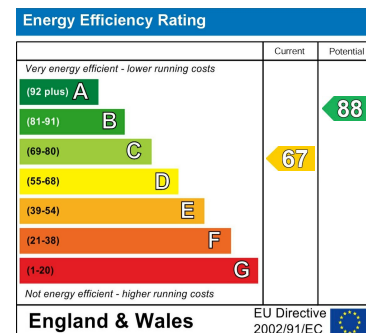 Energy Efficiency Rating
Current Potential
Very energy efficient - lower running costs
(92 plus) A
(81-91) B
88
(69-80) C
67
(55-68) D
(39-54) E
(21-38) F
(1-20) G
Not energy efficient - higher running costs
England & Wales
EU Directive
2002/91/EC